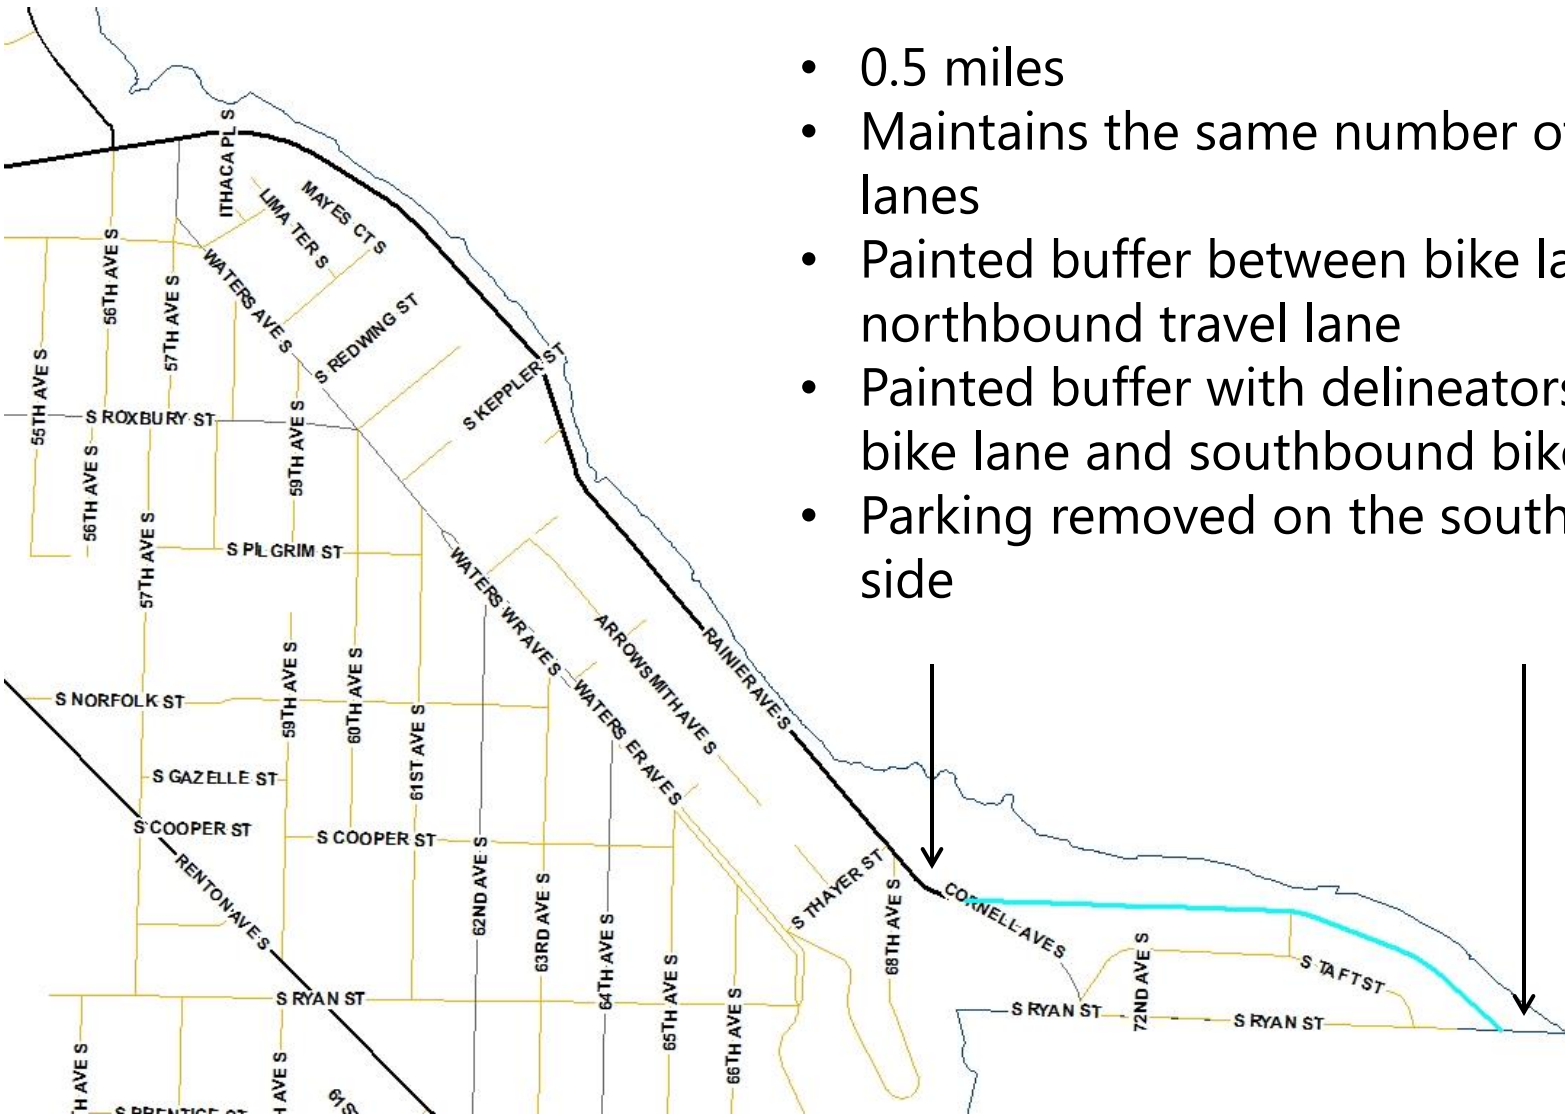 • 0.5 miles
• Maintains the same number of
lanes
• Painted buffer between bike la
northbound travel lane
• Painted buffer with delineators
bike lane and southbound bike
• Parking removed on the south
side
ITHACA PL S
MAYES CT S
LIMA TER S
56TH AVE S
57TH AVE S
WATERS AVE S
S REDWING ST
55TH AVE S
S ROXBURY ST
S KEPPLER ST
59TH AVE S
56TH AVE S
57TH AVE S
S PILGRIM ST
WATERS WR AVE S
ARROWSMITH AVE S
RAINIER AVE S
59TH AVE S
60TH AVE S
S NORFOLK ST
WATERS ER AVE S
61ST AVE S
S GAZELLE ST
S COOPER ST
S COOPER ST
RENTON AVE S
62ND AVE S
63RD AVE S
64TH AVE S
S THAYER ST
68TH AVE S
CORNELL AVE S
65TH AVE S
66TH AVE S
72ND AVE S
S TAFT ST
S RYAN ST
S RYAN ST
S RYAN ST
H AVE S
H AVE S
61S
S PRENTICE ST